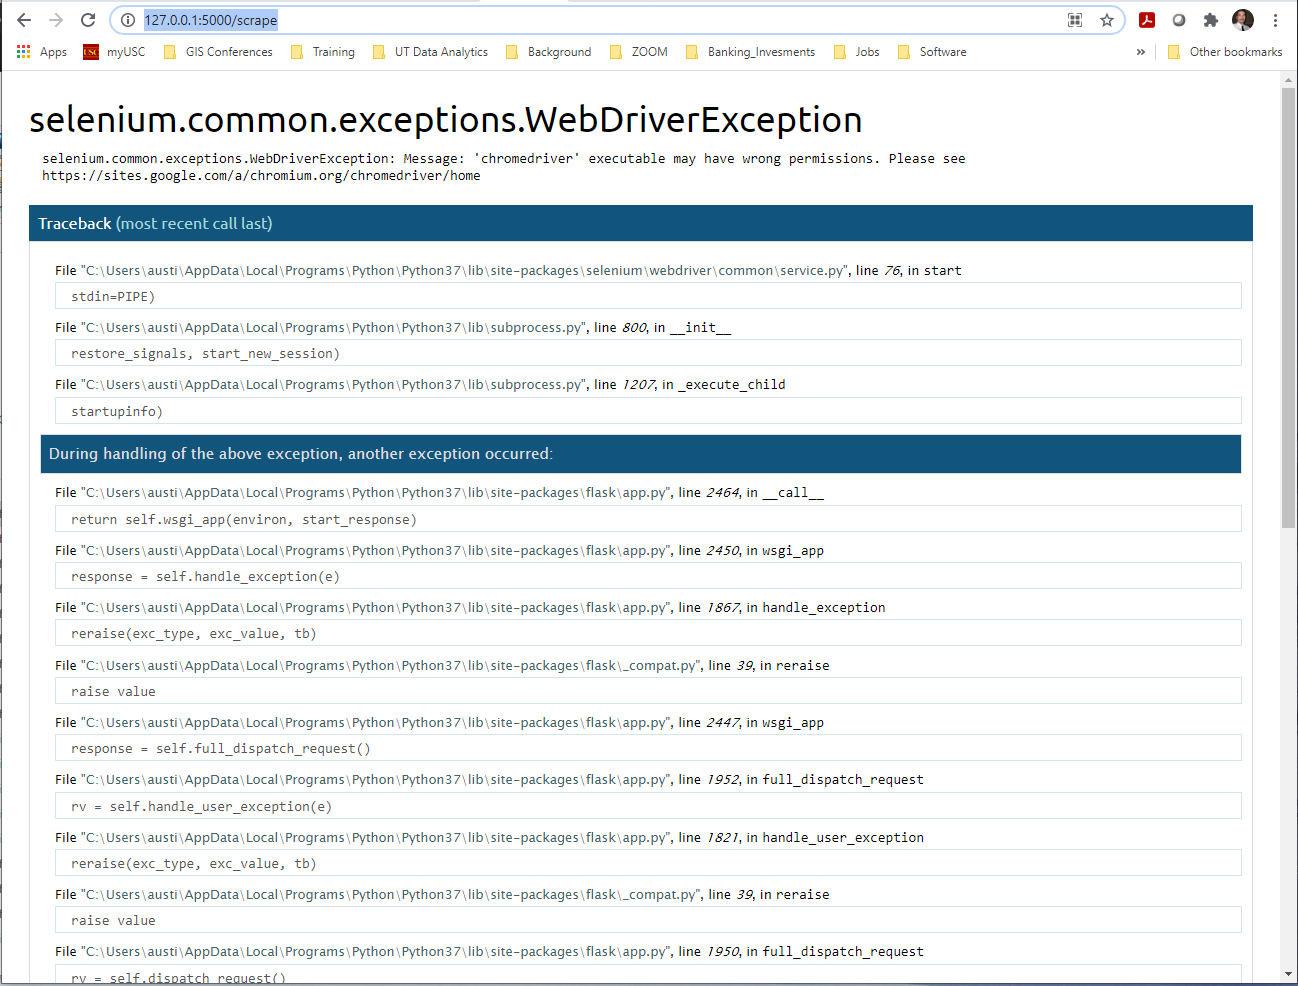 127.0.0.1:5000/scrape
Apps USC myUSC GIS Conferences Training UT Data Analytics Background ZOOM Banking_Invesments Jobs Software » Other bookmarks
selenium.common.exceptions.WebDriverException
selenium.common.exceptions.WebDriverException: Message: 'chromedriver' executable may have wrong permissions. Please see
https://sites.google.com/a/chromium.org/chromedriver/home
Traceback (most recent call last)
File "C:\Users\austi\AppData\Local\Programs\Python\Python37\lib\site-packages\selenium\webdriver\common\service.py", line 76, in start
stdin=PIPE)
File "C:\Users\austi\AppData\Local\Programs\Python\Python37\lib\subprocess.py", line 800, in __init__
restore_signals, start_new_session)
File "C:\Users\austi\AppData\Local\Programs\Python\Python37\lib\subprocess.py", line 1207, in _execute_child
startupinfo)
During handling of the above exception, another exception occurred:
File "C:\Users\austi\AppData\Local\Programs\Python\Python37\lib\site-packages\flask\app.py", line 2464, in __call__
return self.wsgi_app(environ, start_response)
File "C:\Users\austi\AppData\Local\Programs\Python\Python37\lib\site-packages\flask\app.py", line 2450, in wsgi_app
response = self.handle_exception(e)
File "C:\Users\austi\AppData\Local\Programs\Python\Python37\lib\site-packages\flask\app.py", line 1867, in handle_exception
reraise(exc_type, exc_value, tb)
File "C:\Users\austi\AppData\Local\Programs\Python\Python37\lib\site-packages\flask\_compat.py", line 39, in reraise
raise value
File "C:\Users\austi\AppData\Local\Programs\Python\Python37\lib\site-packages\flask\app.py", line 2447, in wsgi_app
response = self.full_dispatch_request()
File "C:\Users\austi\AppData\Local\Programs\Python\Python37\lib\site-packages\flask\app.py", line 1952, in full_dispatch_request
rv = self.handle_user_exception(e)
File "C:\Users\austi\AppData\Local\Programs\Python\Python37\lib\site-packages\flask\app.py", line 1821, in handle_user_exception
reraise(exc_type, exc_value, tb)
File "C:\Users\austi\AppData\Local\Programs\Python\Python37\lib\site-packages\flask\_compat.py", line 39, in reraise
raise value
File "C:\Users\austi\AppData\Local\Programs\Python\Python37\lib\site-packages\flask\app.py", line 1950, in full_dispatch_request
rv = self.dispatch_request()